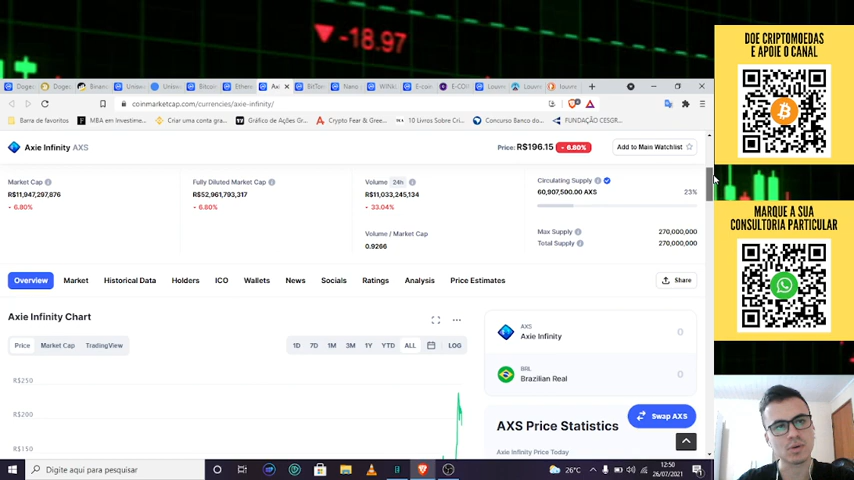 -18.97
DOE CRIPTOMOEDAS
E APOIE O CANAL
MARQUE A SUA
CONSULTORIA PARTICULAR
coinmarketcap.com/currencies/axie-infinity/
Barra de favoritos
MBA em Investime...
Criar uma conta gra...
Gráfico de Ações Gr...
Crypto Fear & Gree...
10 Livros Sobre Cri...
Concurso Banco do...
FUNDAÇÃO CESGR...
Axie Infinity AXS
Price: R$196.15
6.80%
Add to Main Watchlist
Market Cap
R$11,947,297,876
6.80%
Fully Diluted Market Cap
R$52,961,793,317
6.80%
Volume 24h
R$11,033,245,134
33.04%
Volume / Market Cap
0.9266
Circulating Supply
60,907,500.00 AXS
23%
Max Supply
270,000,000
Total Supply
270,000,000
Overview
Market
Historical Data
Holders
ICO
Wallets
News
Socials
Ratings
Analysis
Price Estimates
Share
Axie Infinity Chart
Price
Market Cap
TradingView
1D
7D
1M
3M
1Y
YTD
ALL
LOG
R$250
R$200
R$150
AXS
Axie Infinity
0
BRL
Brazilian Real
0
Swap AXS
AXS Price Statistics
Axie Infinity Price Today
Digite aqui para pesquisar
26°C
12:50
26/07/2021